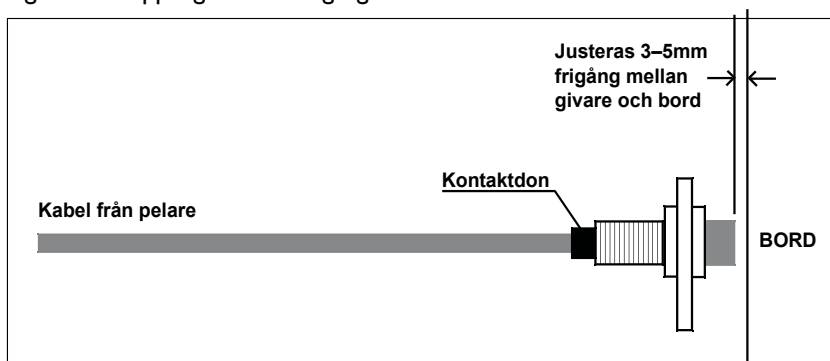 Justeras 3–5mm
frigång mellan
givare och bord
Kontaktdon
Kabel från pelare
BORD